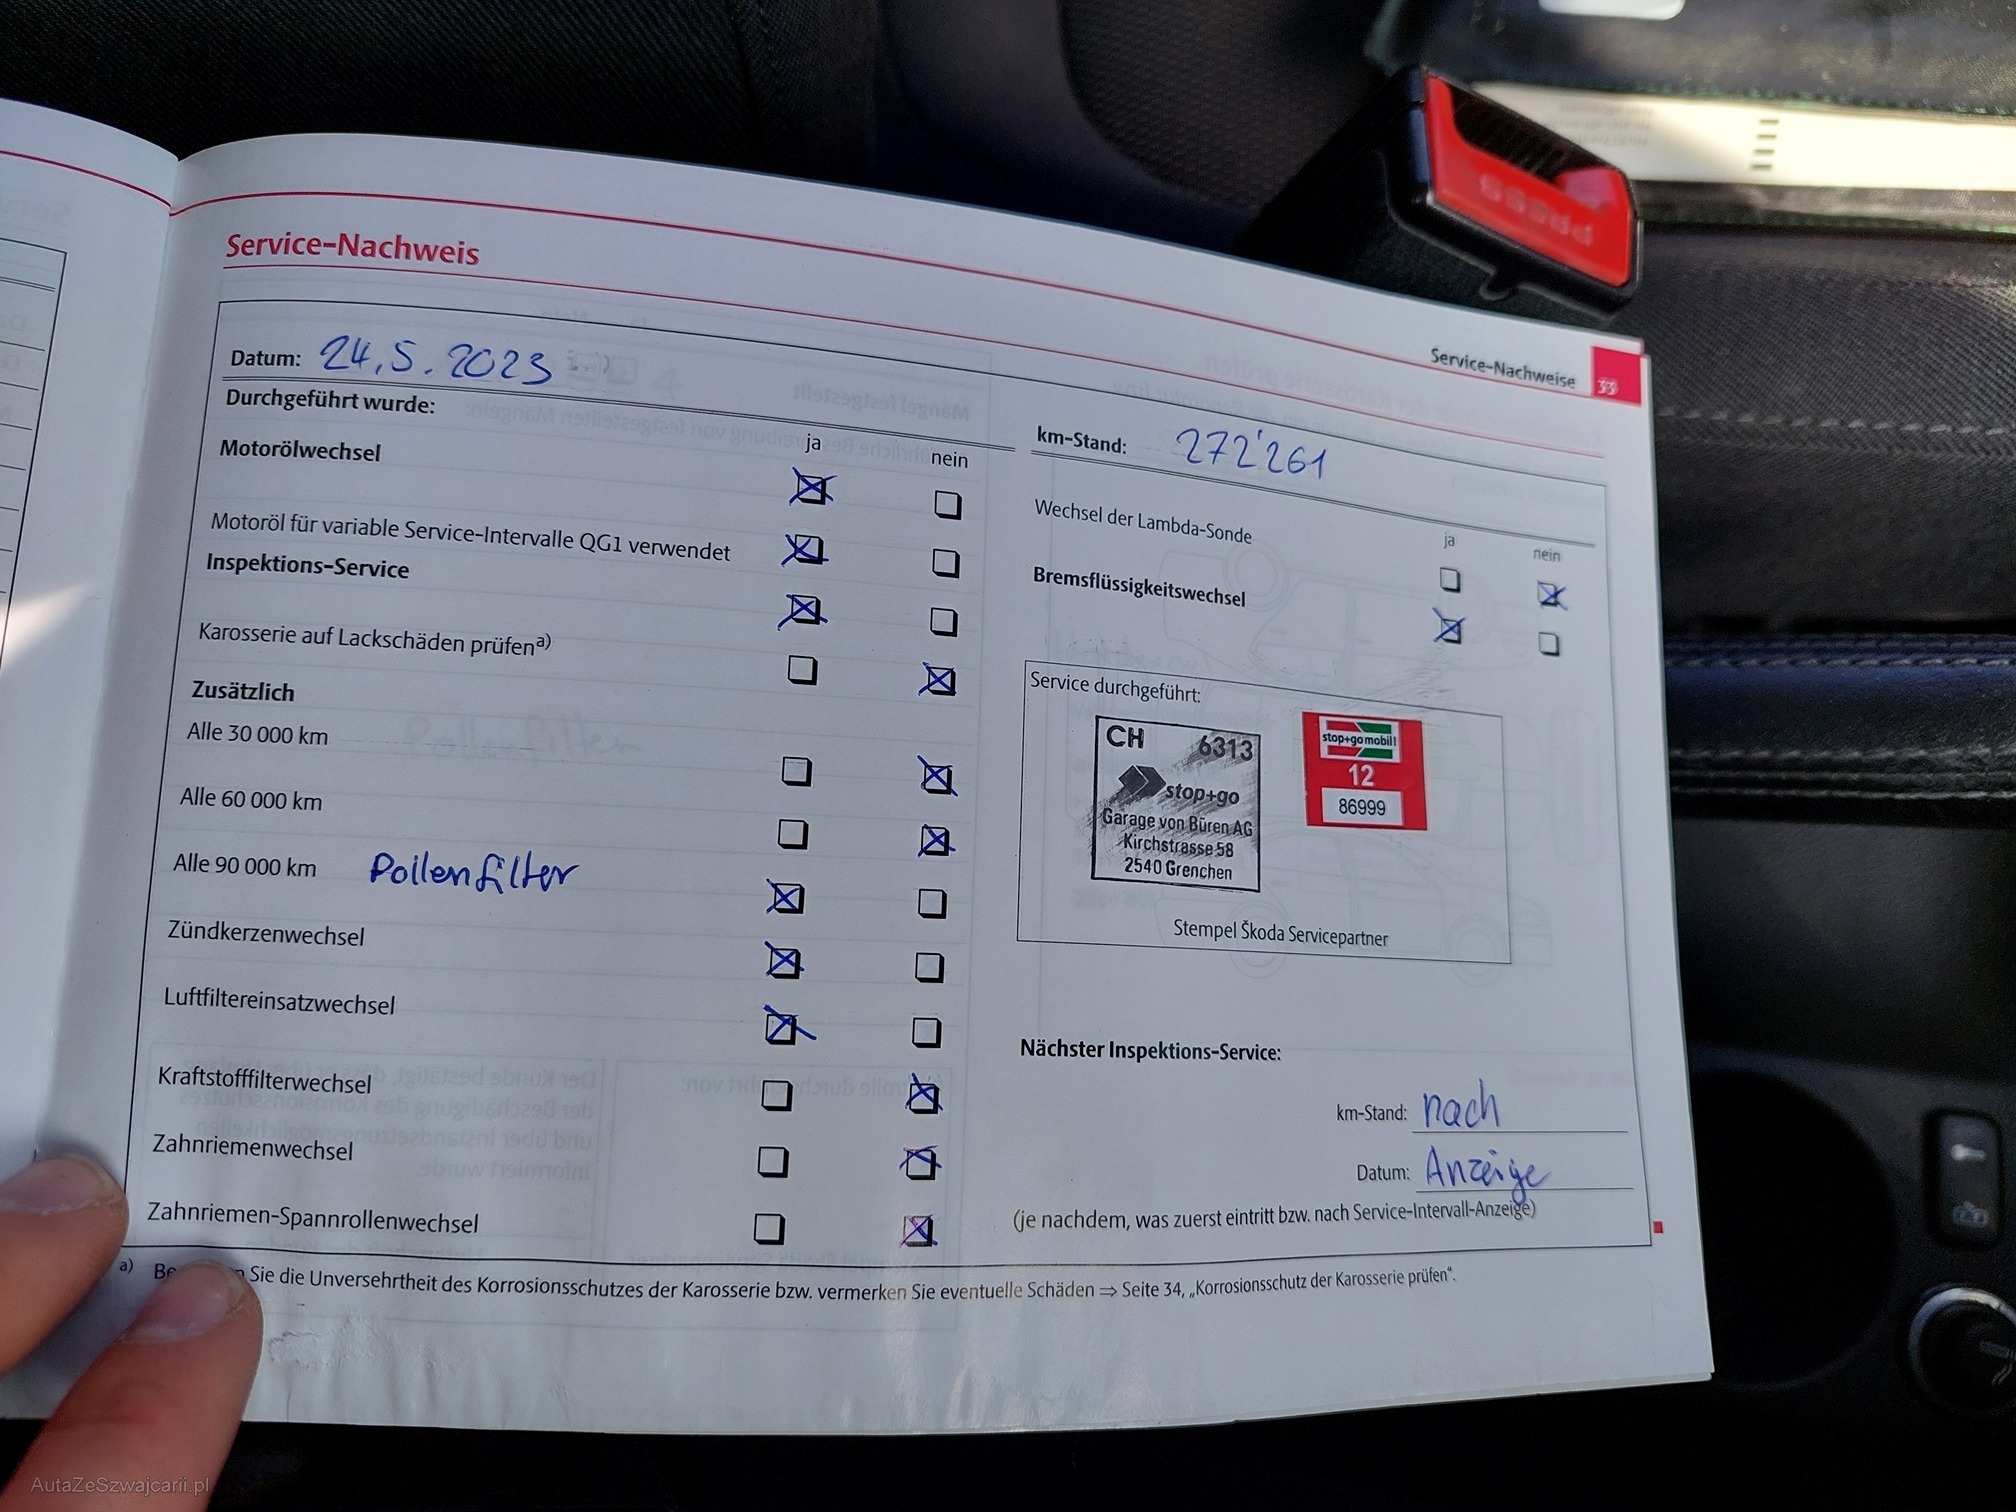 Service-Nachweis
Service-Nachweise 33
Datum: 24.5.2023
km-Stand: 272'261
Durchgeführt wurde:
ja nein
Motorölwechsel
Motoröl für variable Service-Intervalle QG1 verwendet
Inspektions-Service
Karosserie auf Lackschäden prüfen a)
Zusätzlich
Alle 30 000 km
Alle 60 000 km
Alle 90 000 km Pollenfilter
Zündkerzenwechsel
Luftfiltereinsatzwechsel
Kraftstofffilterwechsel
Zahnriemenwechsel
Zahnriemen-Spannrollenwechsel
ja nein
Wechsel der Lambda-Sonde
Bremsflüssigkeitswechsel
Service durchgeführt:
CH 6313
stop+go
Garage von Büren AG
Kirchstrasse 58
2540 Grenchen
stop+go mobil!
12
86999
Stempel Škoda Servicepartner
Nächster Inspektions-Service:
km-Stand: nach
Datum: Anzeige
(je nachdem, was zuerst eintritt bzw. nach Service-Intervall-Anzeige)
a) Sie die Unversehrtheit des Korrosionsschutzes der Karosserie bzw. vermerken Sie eventuelle Schäden ⇒ Seite 34, „Korrosionsschutz der Karosserie prüfen“.
PRESS
AutaZeSzwajcarii.pl